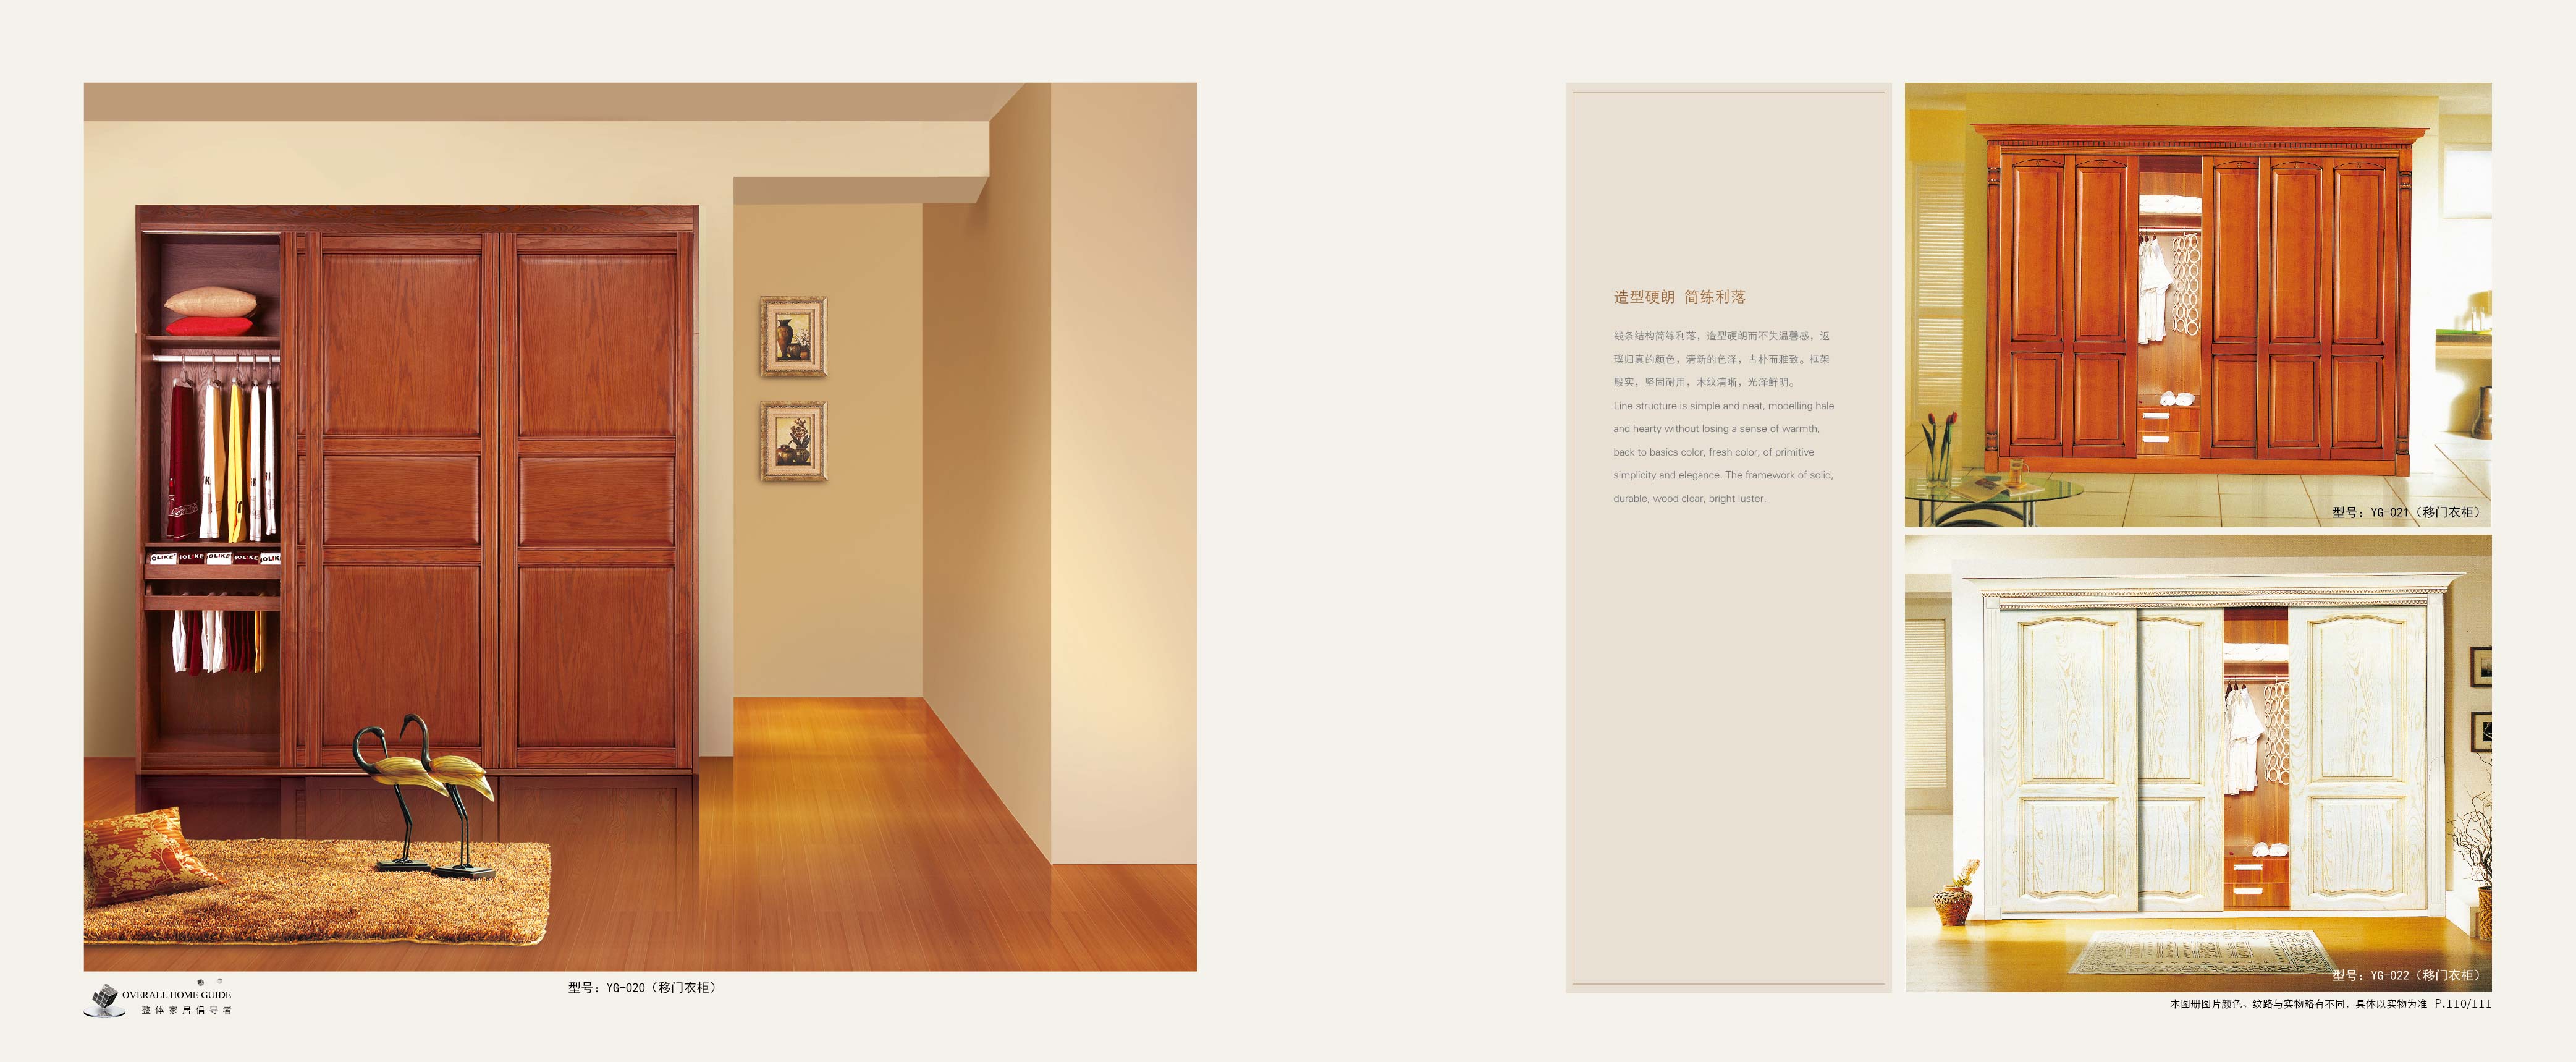 OVERALL HOME GUIDE
整体家居倡导者
型号：YG-020（移门衣柜）
造型硬朗 简练利落
线条结构简练利落，造型硬朗而不失温馨感，返
璞归真的颜色，清新的色泽，古朴而雅致。框架
殷实，坚固耐用，木纹清晰，光泽鲜明。
Line structure is simple and neat, modelling hale
and hearty without losing a sense of warmth,
back to basics color, fresh color, of primitive
simplicity and elegance. The framework of solid,
durable, wood clear, bright luster.
型号：YG-021（移门衣柜）
型号：YG-022（移门衣柜）
本图册图片颜色、纹路与实物略有不同，具体以实物为准 P.110/111